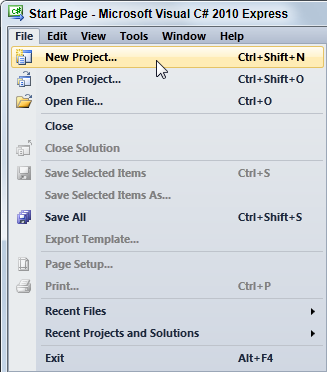 Start Page - Microsoft Visual C# 2010 Express
File Edit View Tools Window Help
New Project... Ctrl+Shift+N
Open Project... Ctrl+Shift+O
Open File... Ctrl+O
Close
Close Solution
Save Selected Items Ctrl+S
Save Selected Items As...
Save All Ctrl+Shift+S
Export Template...
Page Setup...
Print... Ctrl+P
Recent Files
Recent Projects and Solutions
Exit Alt+F4